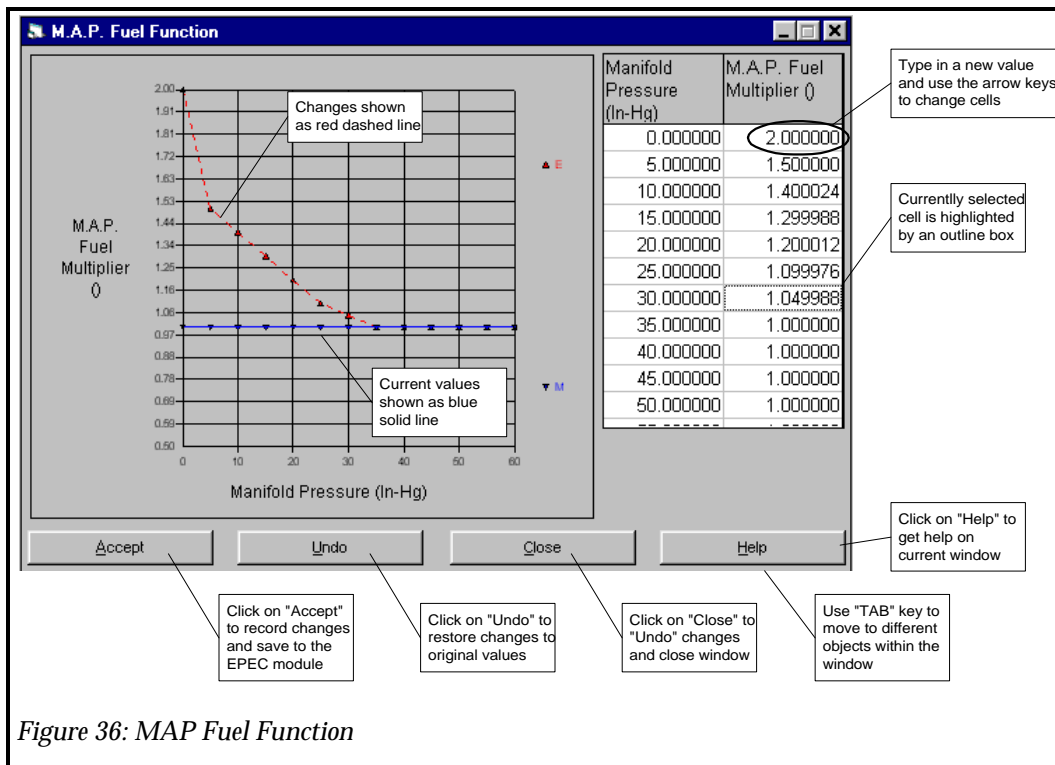 M.A.P. Fuel Function
Changes shown
as red dashed line
2.00
1.91
1.81
1.72
1.63
1.53
1.44
1.34
1.25
1.16
1.06
0.97
0.88
0.78
0.69
0.59
0.50
M.A.P.
Fuel
Multiplier
()
0 10 20 30 40 50 60
Manifold Pressure (In-Hg)
E
M
Current values
shown as blue
solid line
Manifold Pressure (In-Hg) M.A.P. Fuel Multiplier ()
0.000000 2.000000
5.000000 1.500000
10.000000 1.400024
15.000000 1.299988
20.000000 1.200012
25.000000 1.099976
30.000000 1.049988
35.000000 1.000000
40.000000 1.000000
45.000000 1.000000
50.000000 1.000000
Type in a new value
and use the arrow keys
to change cells
Currentlly selected
cell is highlighted
by an outline box
Click on "Help" to
get help on
current window
Accept Undo Close Help
Click on "Accept"
to record changes
and save to the
EPEC module
Click on "Undo" to
restore changes to
original values
Click on "Close" to
"Undo" changes
and close window
Use "TAB" key to
move to different
objects within the
window
Figure 36: MAP Fuel Function